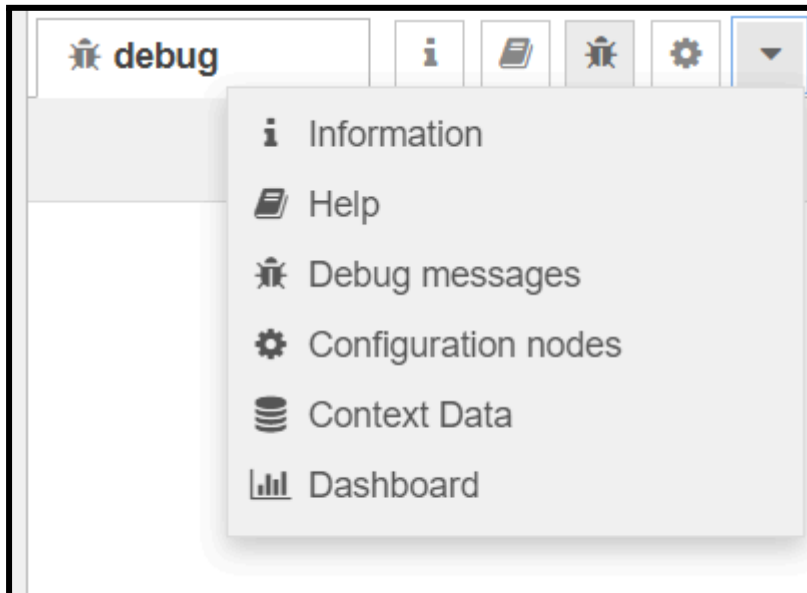 debug
Information
Help
Debug messages
Configuration nodes
Context Data
Dashboard